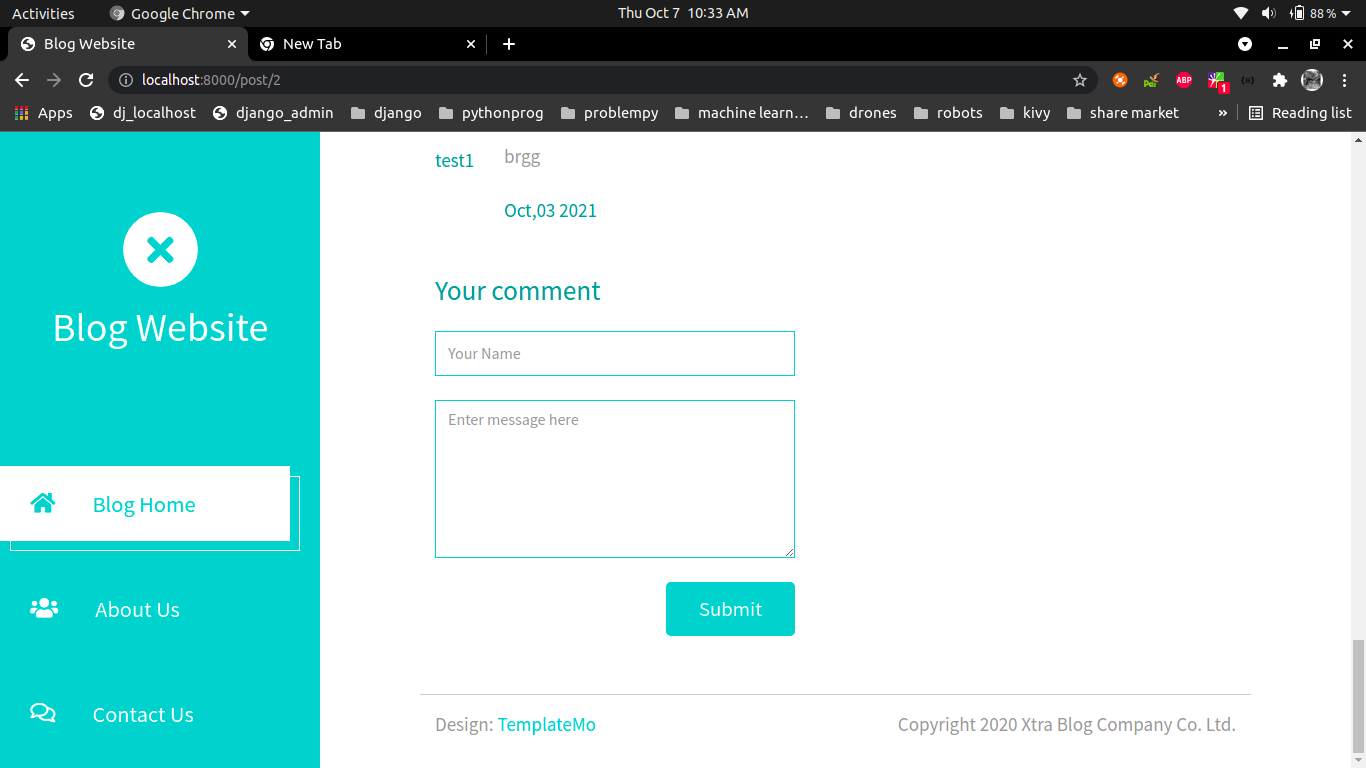 Activities Google Chrome Thu Oct 7 10:33 AM 88 %
Blog Website New Tab
localhost:8000/post/2
ABP 1
Apps dj_localhost django_admin django pythonprog problempy machine learn… drones robots kivy share market » Reading list
test1 brgg
Oct,03 2021
Blog Website
Your comment
Your Name
Enter message here
Blog Home
About Us
Submit
Contact Us
Design: TemplateMo Copyright 2020 Xtra Blog Company Co. Ltd.